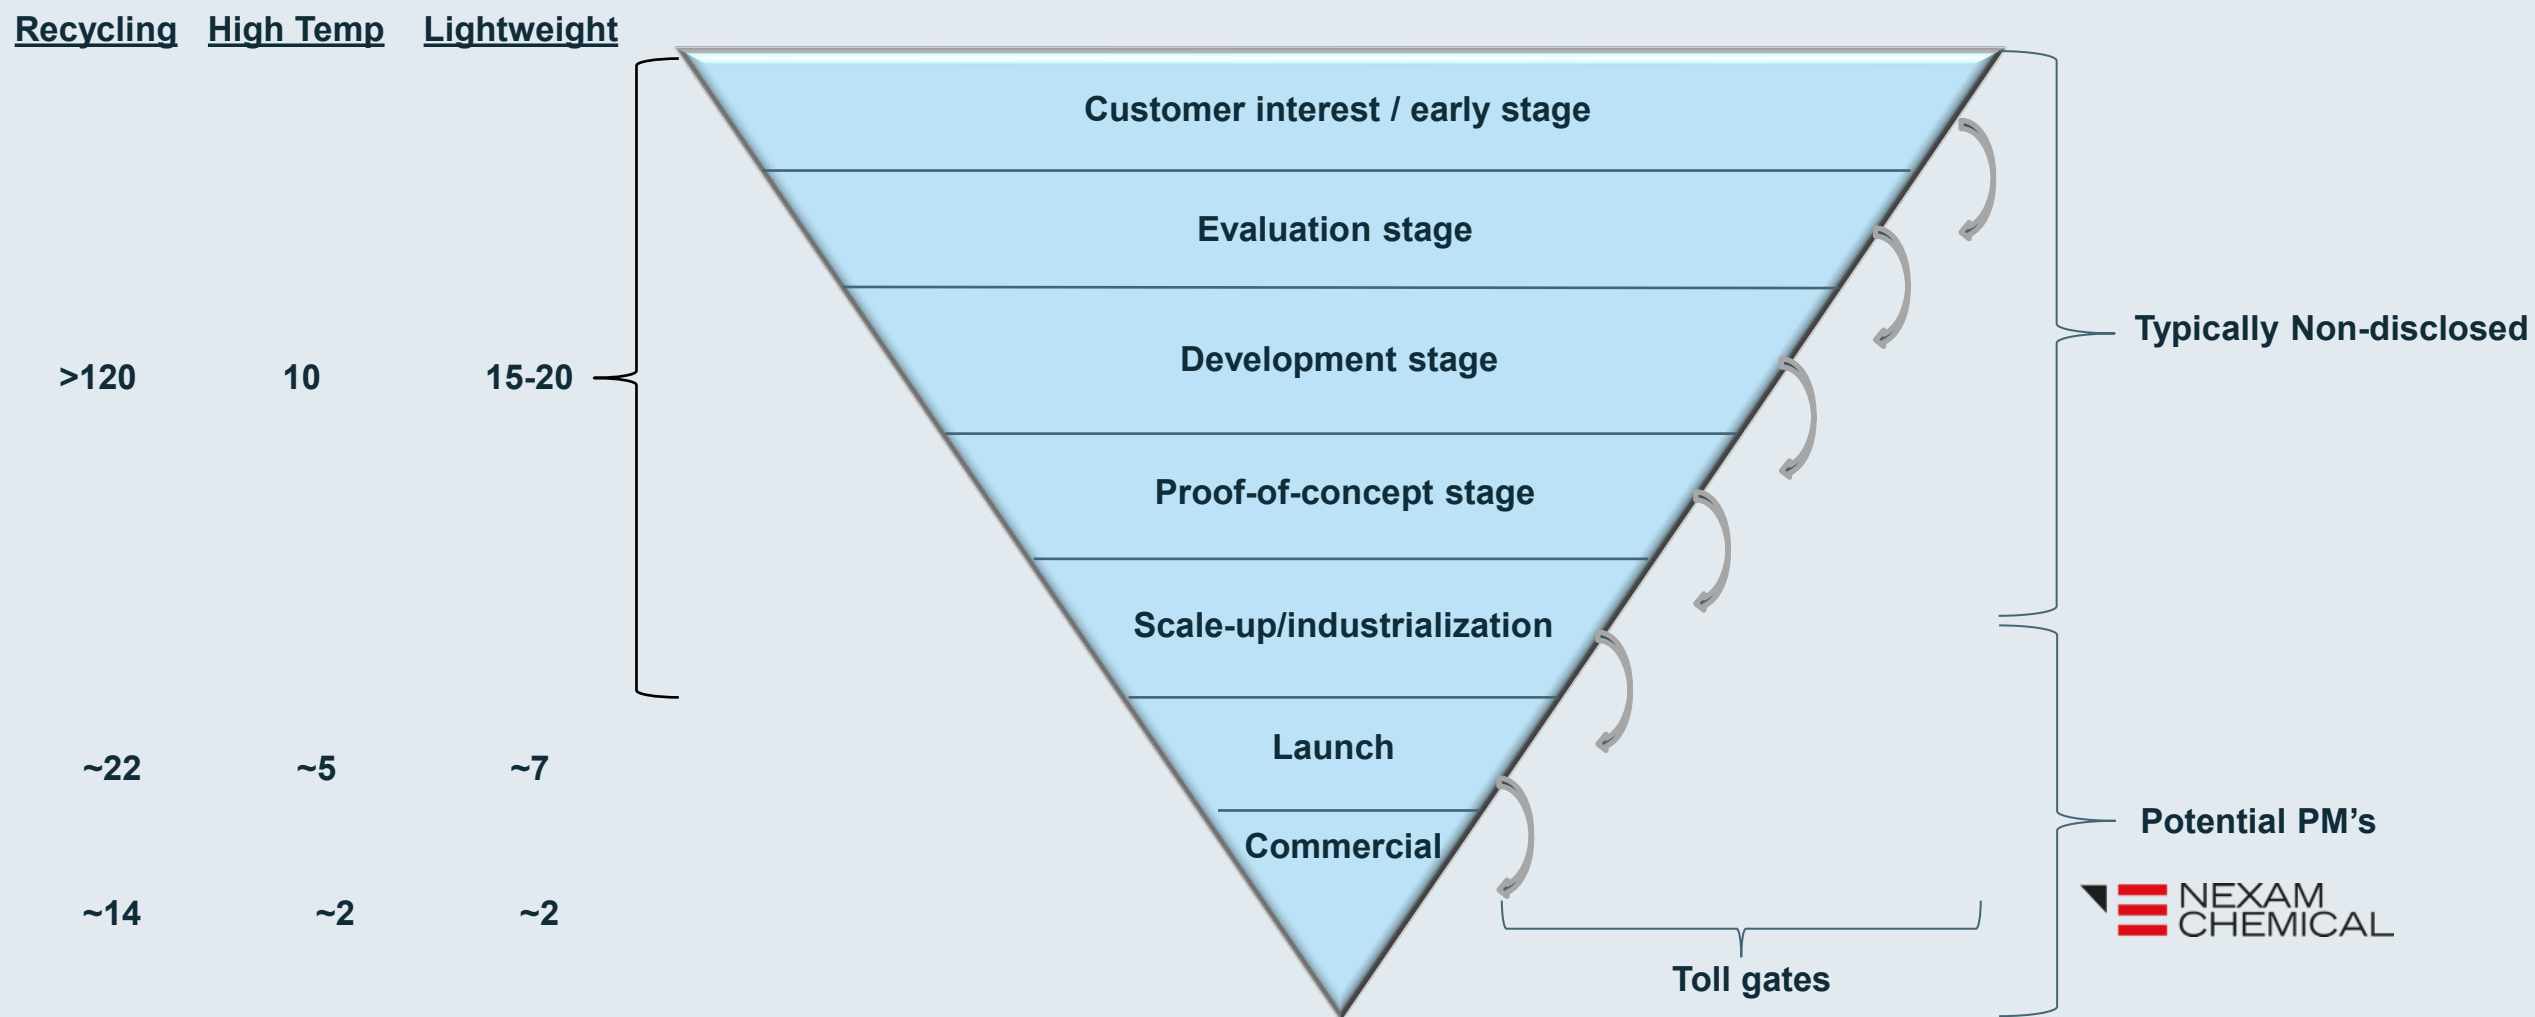 Recycling High Temp Lightweight
Customer interest / early stage
Evaluation stage
Typically Non-disclosed
Development stage
>120 10 15-20
Proof-of-concept stage
Scale-up/industrialization
Launch
~22 ~5 ~7
Potential PM’s
Commercial
~14 ~2 ~2
NEXAM
CHEMICAL
Toll gates